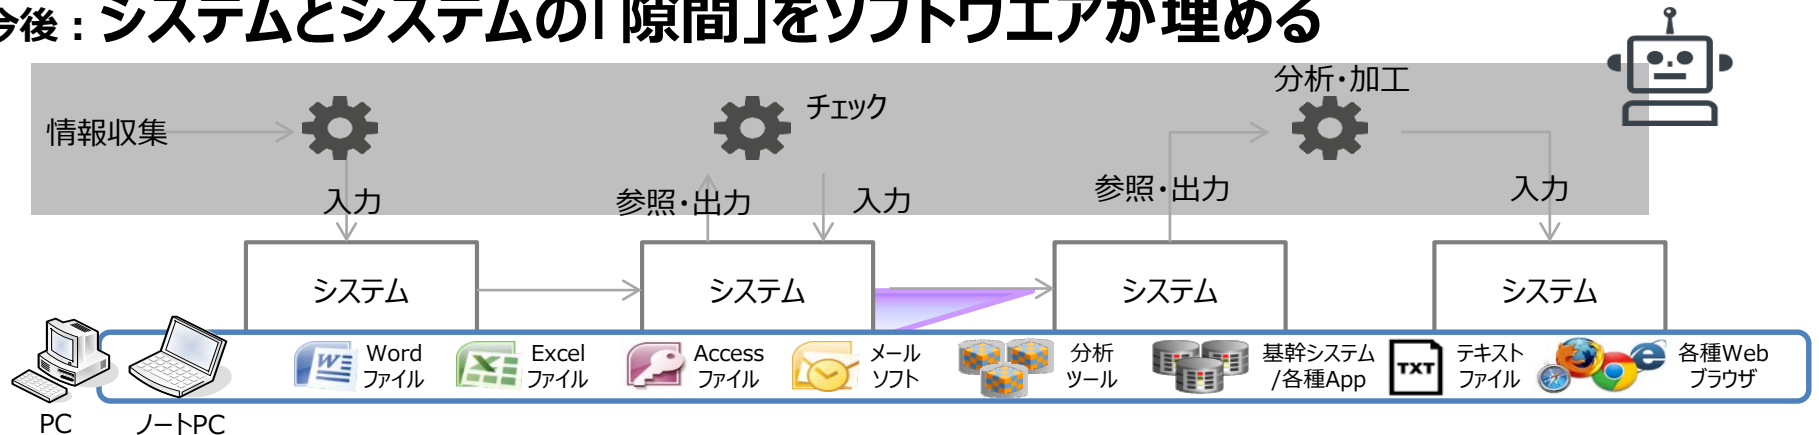 今後：システムとシステムの「隙間」をソフトウエアが埋める
分析・加工
チェック
情報収集
入力
参照・出力
入力
参照・出力
入力
システム
システム
システム
システム
Word
ファイル
Excel
ファイル
Access
ファイル
メール
ソフト
分析
ツール
基幹システム
/各種App
TXT
テキスト
ファイル
各種Web
ブラウザ
PC
ノートPC